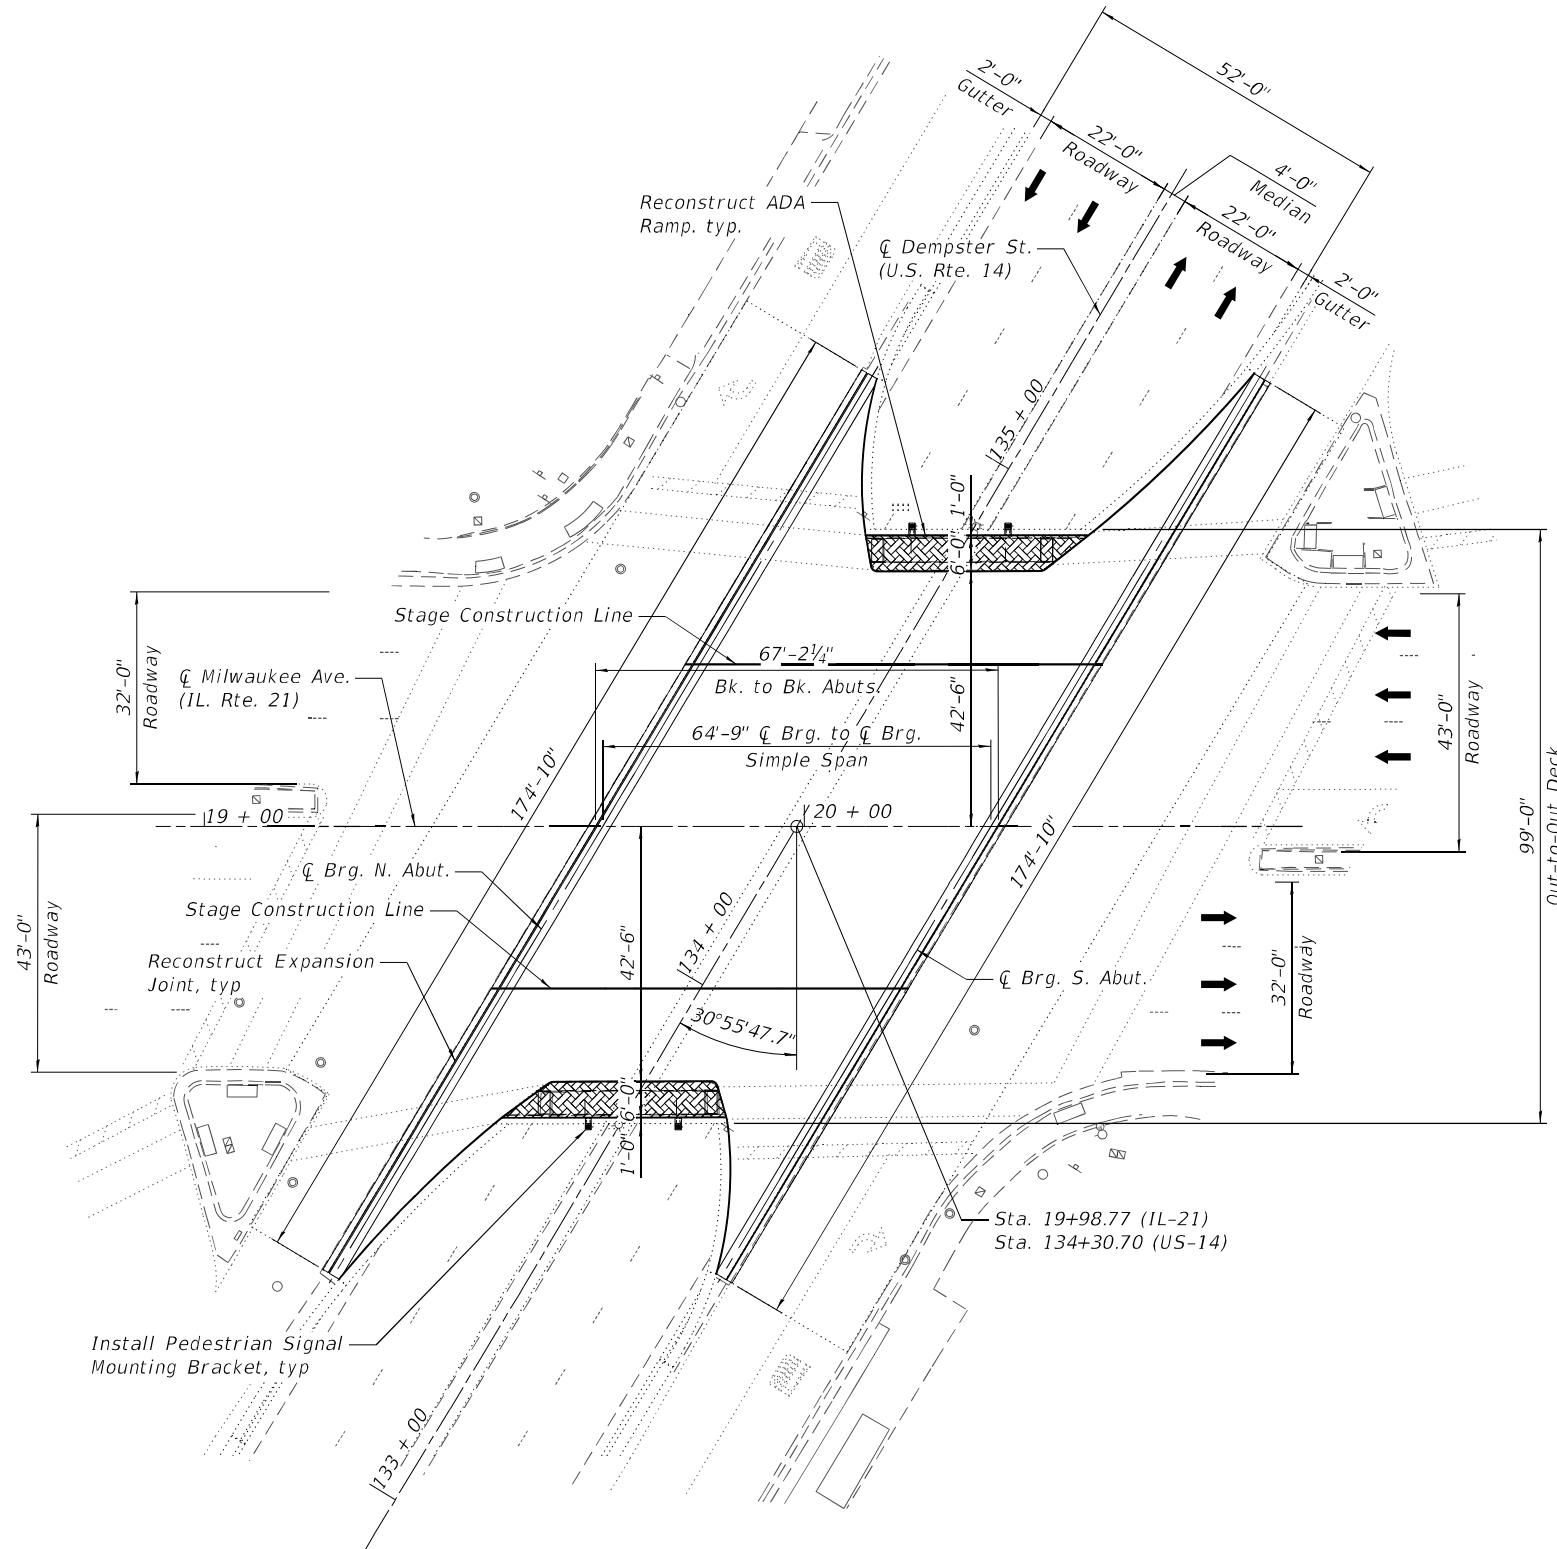 52'-0"
2'-0"
Gutter
22'-0"
Roadway
4'-0"
Median
22'-0"
Roadway
2'-0"
Gutter
Reconstruct ADA
Ramp. typ.
℄ Dempster St.
(U.S. Rte. 14)
135 + 00
1'-0"
6'-0"
Stage Construction Line
67'-2¼"
Bk. to Bk. Abuts.
32'-0"
Roadway
℄ Milwaukee Ave.
(IL. Rte. 21)
42'-6"
43'-0"
Roadway
64'-9" ℄ Brg. to ℄ Brg.
Simple Span
174'-10"
19 + 00
20 + 00
99'-0"
Out-to-Out Deck
174'-10"
℄ Brg. N. Abut.
Stage Construction Line
43'-0"
Roadway
134 + 00
42'-6"
Reconstruct Expansion
Joint, typ
℄ Brg. S. Abut.
32'-0"
Roadway
30°55'47.7"
6'-0"
1'-0"
Sta. 19+98.77 (IL-21)
Sta. 134+30.70 (US-14)
Install Pedestrian Signal
Mounting Bracket, typ
133 + 00